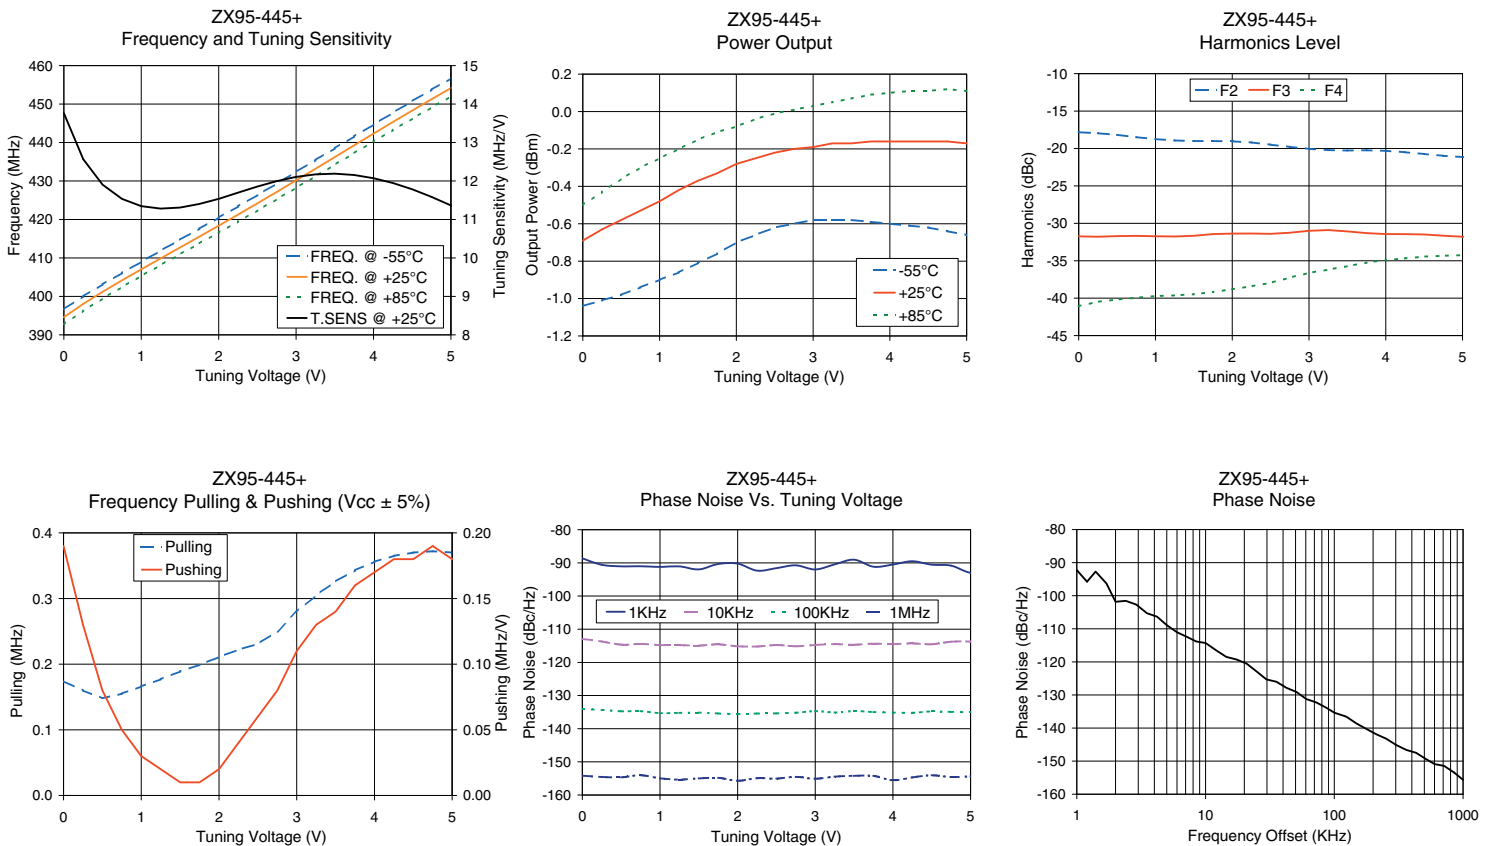 ZX95-445+
Frequency and Tuning Sensitivity
460
450
440
430
420
410
400
390
15
14
13
12
11
10
9
8
Frequency (MHz)
Tuning Sensitivity (MHz/V)
FREQ. @ -55°C
FREQ. @ +25°C
FREQ. @ +85°C
T.SENS @ +25°C
0 1 2 3 4 5
Tuning Voltage (V)
ZX95-445+
Power Output
0.2
0.0
-0.2
-0.4
-0.6
-0.8
-1.0
-1.2
Output Power (dBm)
-55°C
+25°C
+85°C
0 1 2 3 4 5
Tuning Voltage (V)
ZX95-445+
Harmonics Level
-10
-15
-20
-25
-30
-35
-40
-45
Harmonics (dBc)
F2 F3 F4
0 1 2 3 4 5
Tuning Voltage (V)
ZX95-445+
Frequency Pulling & Pushing (Vcc ± 5%)
0.4
0.3
0.2
0.1
0.0
0.20
0.15
0.10
0.05
0.00
Pulling (MHz)
Pushing (MHz/V)
Pulling
Pushing
0 1 2 3 4 5
Tuning Voltage (V)
ZX95-445+
Phase Noise Vs. Tuning Voltage
-80
-90
-100
-110
-120
-130
-140
-150
-160
Phase Noise (dBc/Hz)
1KHz 10KHz 100KHz 1MHz
0 1 2 3 4 5
Tuning Voltage (V)
ZX95-445+
Phase Noise
-80
-90
-100
-110
-120
-130
-140
-150
-160
Phase Noise (dBc/Hz)
1 10 100 1000
Frequency Offset (KHz)